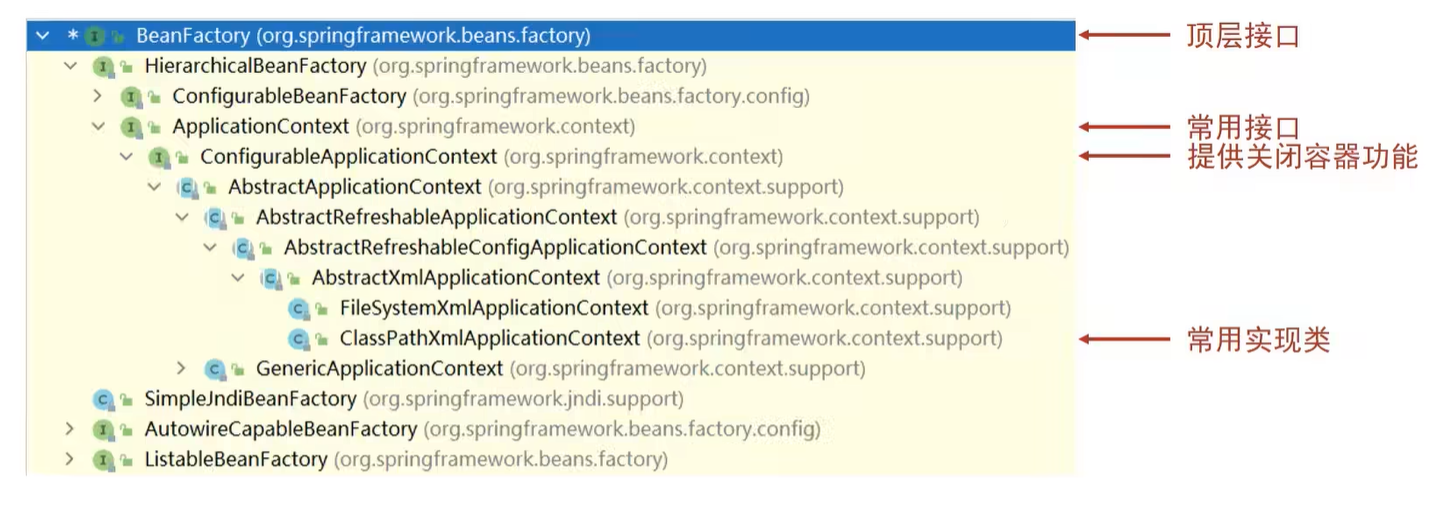 BeanFactory (org.springframework.beans.factory) 顶层接口
HierarchicalBeanFactory (org.springframework.beans.factory)
ConfigurableBeanFactory (org.springframework.beans.factory.config)
ApplicationContext (org.springframework.context) 常用接口
ConfigurableApplicationContext (org.springframework.context) 提供关闭容器功能
AbstractApplicationContext (org.springframework.context.support)
AbstractRefreshableApplicationContext (org.springframework.context.support)
AbstractRefreshableConfigApplicationContext (org.springframework.context.support)
AbstractXmlApplicationContext (org.springframework.context.support)
FileSystemXmlApplicationContext (org.springframework.context.support)
ClassPathXmlApplicationContext (org.springframework.context.support) 常用实现类
GenericApplicationContext (org.springframework.context.support)
SimpleJndiBeanFactory (org.springframework.jndi.support)
AutowireCapableBeanFactory (org.springframework.beans.factory.config)
ListableBeanFactory (org.springframework.beans.factory)